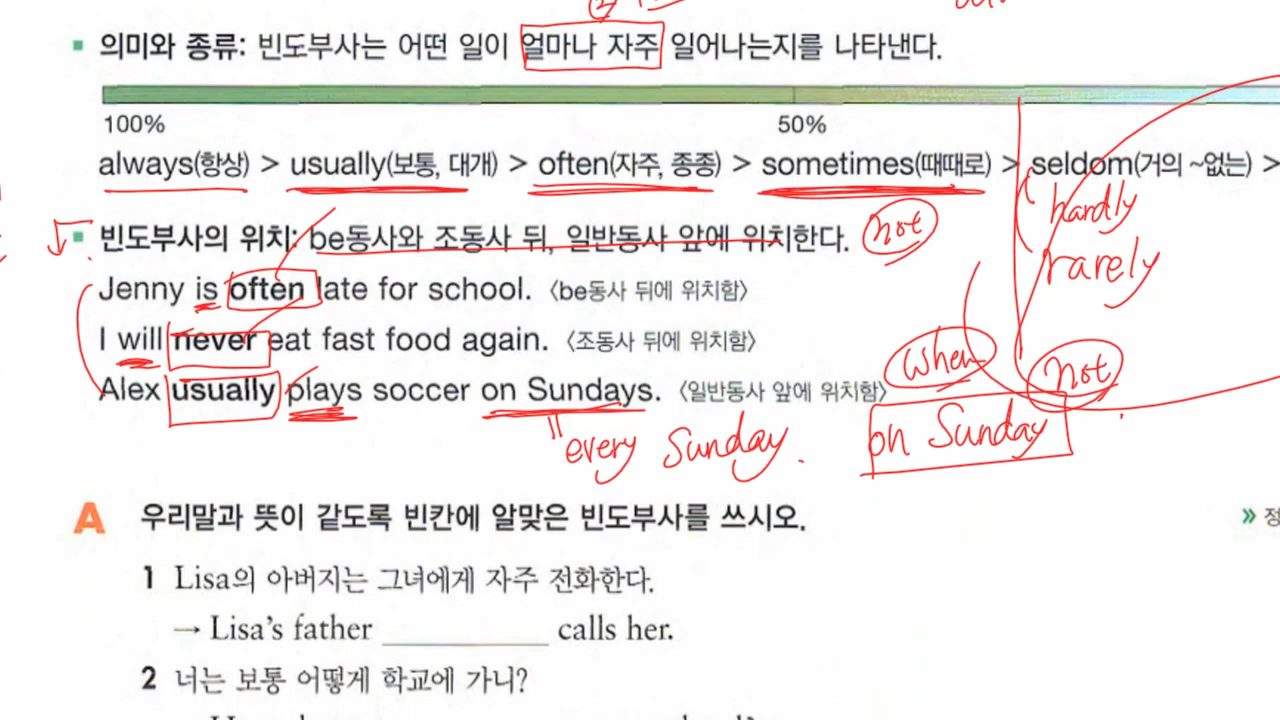 의미와 종류: 빈도부사는 어떤 일이 얼마나 자주 일어나는지를 나타낸다.
100% 50%
always(항상) > usually(보통, 대개) > often(자주, 종종) > sometimes(때때로) > seldom(거의 ~없는) >
hardly
rarely
빈도부사의 위치: be동사와 조동사 뒤, 일반동사 앞에 위치한다. not
Jenny is often late for school. 〈be동사 뒤에 위치함〉
I will never eat fast food again. 〈조동사 뒤에 위치함〉
when not
Alex usually plays soccer on Sundays. 〈일반동사 앞에 위치함〉
every Sunday. on Sunday
A 우리말과 뜻이 같도록 빈칸에 알맞은 빈도부사를 쓰시오.
» 정
1 Lisa의 아버지는 그녀에게 자주 전화한다.
→ Lisa's father ________ calls her.
2 너는 보통 어떻게 학교에 가니?